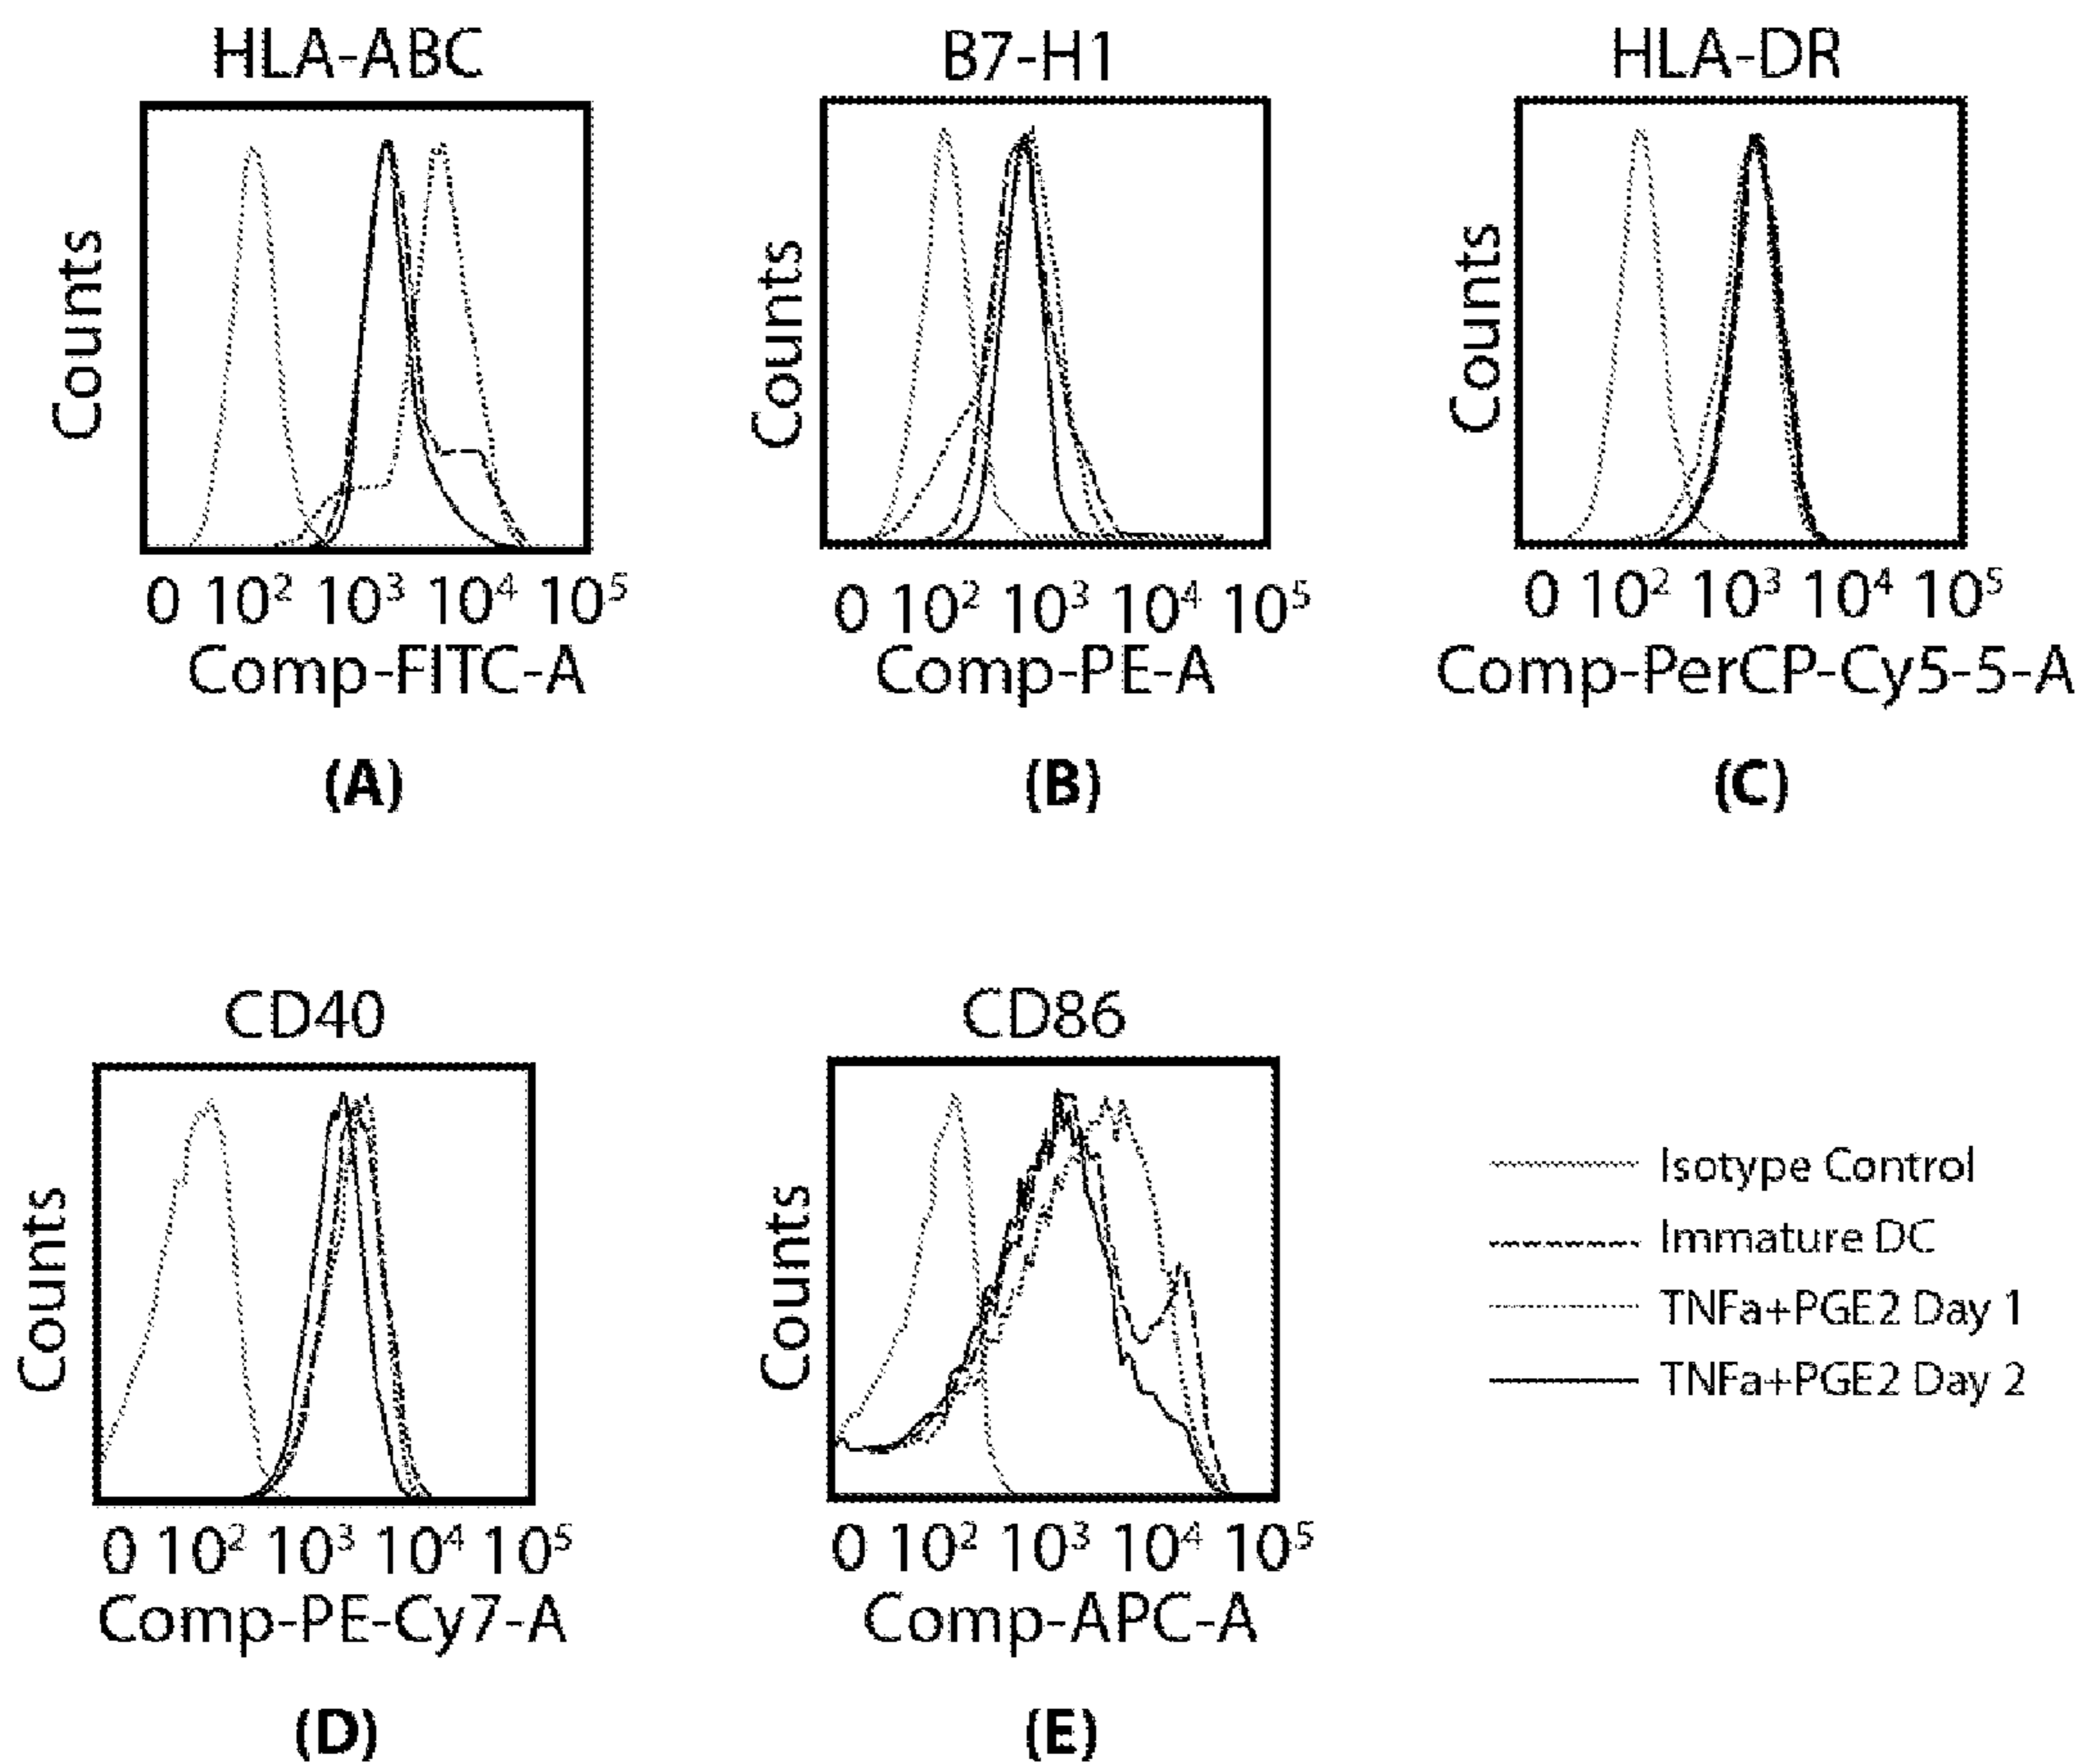 HLA-ABC
Counts
0 10² 10³ 10⁴ 10⁵
Comp-FITC-A
(A)
B7-H1
Counts
0 10² 10³ 10⁴ 10⁵
Comp-PE-A
(B)
HLA-DR
Counts
0 10² 10³ 10⁴ 10⁵
Comp-PerCP-Cy5-5-A
(C)
CD40
Counts
0 10² 10³ 10⁴ 10⁵
Comp-PE-Cy7-A
(D)
CD86
Counts
0 10² 10³ 10⁴ 10⁵
Comp-APC-A
(E)
Isotype Control
Immature DC
TNFa+PGE2 Day 1
TNFa+PGE2 Day 2